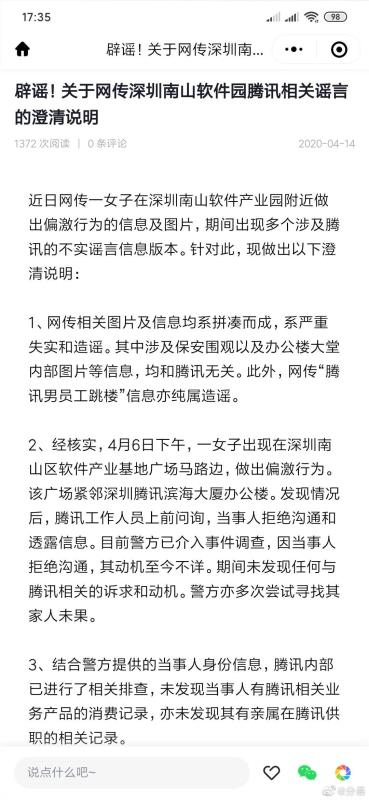 17:35
98
辟谣！关于网传深圳南...
辟谣！关于网传深圳南山软件园腾讯相关谣言
的澄清说明
1372 次阅读 | 0 条评论
2020-04-14
近日网传一女子在深圳南山软件产业园附近做
出偏激行为的信息及图片，期间出现多个涉及腾
讯的不实谣言信息版本。针对此，现做出以下澄
清说明：
1、网传相关图片及信息均系拼凑而成，系严重
失实和造谣。其中涉及保安围观以及办公楼大堂
内部图片等信息，均和腾讯无关。此外，网传“腾
讯男员工跳楼”信息亦纯属造谣。
2、经核实，4月6日下午，一女子出现在深圳南
山区软件产业基地广场马路边，做出偏激行为。
该广场紧邻深圳腾讯滨海大厦办公楼。发现情况
后，腾讯工作人员上前问询，当事人拒绝沟通和
透露信息。目前警方已介入事件调查，因当事人
拒绝沟通，其动机至今不详。期间未发现任何与
腾讯相关的诉求和动机。警方亦多次尝试寻找其
家人未果。
3、结合警方提供的当事人身份信息，腾讯内部
已进行了相关排查，未发现当事人有腾讯相关业
务产品的消费记录，亦未发现其有亲属在腾讯供
职的相关记录。
说点什么吧~